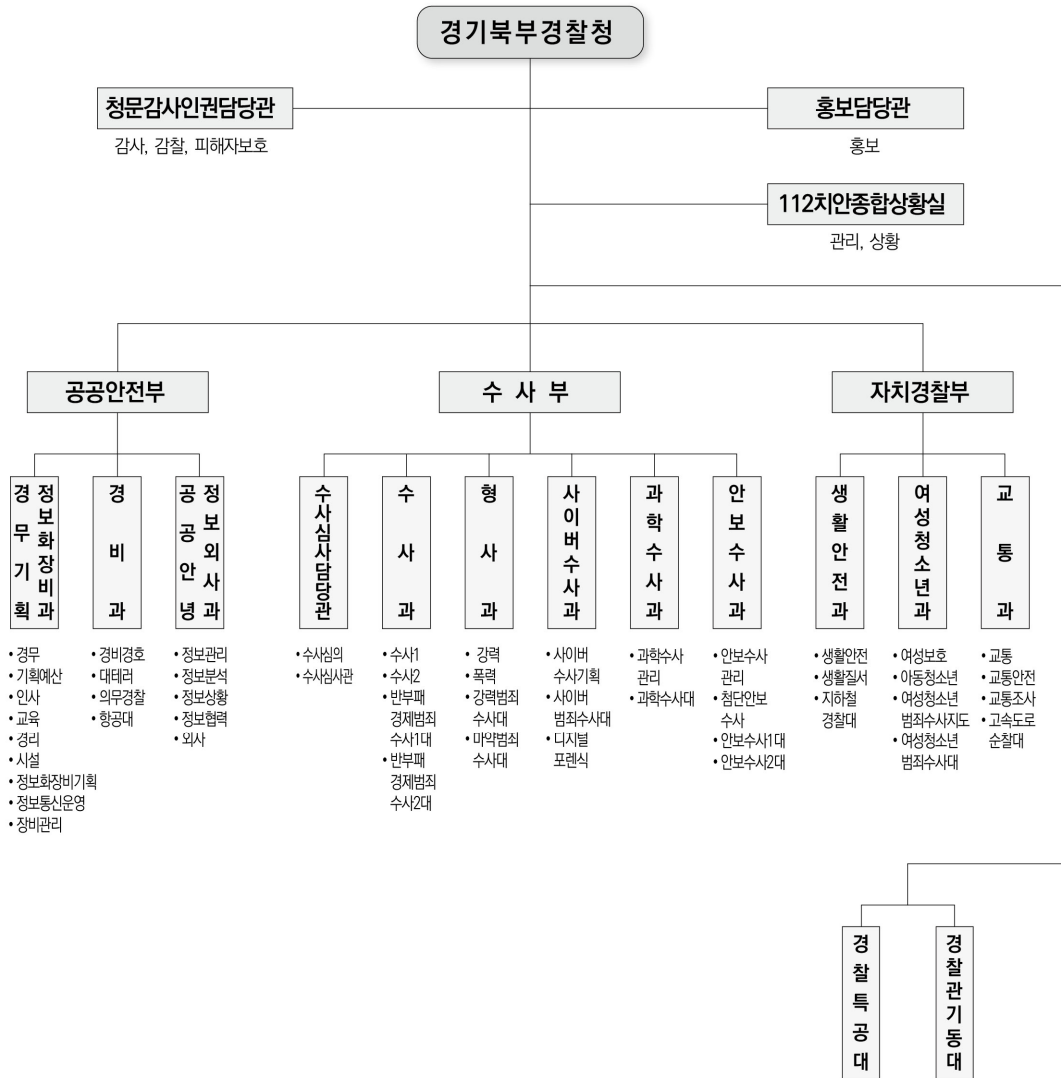 경기북부경찰청
청문감사인권담당관
감사, 감찰, 피해자보호
홍보담당관
홍보
112치안종합상황실
관리, 상황
공공안전부
수 사 부
자치경찰부
경무기획
정보화장비과
경비과
공공안녕
정보외사과
수사심사담당관
수사과
형사과
사이버수사과
과학수사과
안보수사과
생활안전과
여성청소년과
교통과
• 경무
• 기획예산
• 인사
• 교육
• 경리
• 시설
• 정보화장비기획
• 정보통신운영
• 장비관리
• 경비경호
• 대테러
• 의무경찰
• 항공대
• 정보관리
• 정보분석
• 정보상황
• 정보협력
• 외사
• 수사심의
• 수사심사관
• 수사1
• 수사2
• 반부패
경제범죄
수사1대
• 반부패
경제범죄
수사2대
• 강력
• 폭력
• 강력범죄
수사대
• 마약범죄
수사대
• 사이버
수사기획
• 사이버
범죄수사대
• 디지털
포렌식
• 과학수사
관리
• 과학수사대
• 안보수사
관리
• 첨단안보
수사
• 안보수사1대
• 안보수사2대
• 생활안전
• 생활질서
• 지하철
경찰대
• 여성보호
• 아동청소년
• 여성청소년
범죄수사지도
• 여성청소년
범죄수사대
• 교통
• 교통안전
• 교통조사
• 고속도로
순찰대
경찰특공대
경찰관기동대